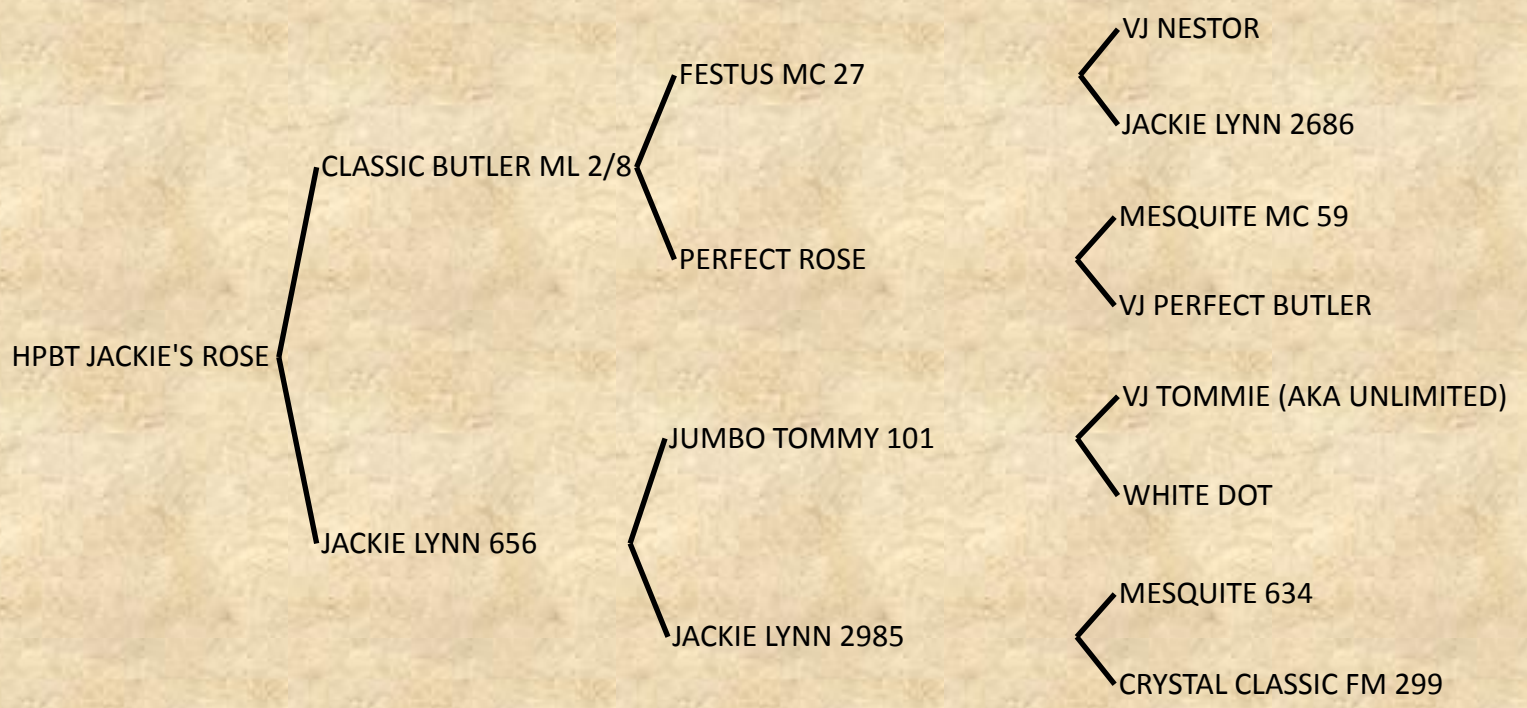 VJ NESTOR
FESTUS MC 27
JACKIE LYNN 2686
CLASSIC BUTLER ML 2/8
MESQUITE MC 59
PERFECT ROSE
VJ PERFECT BUTLER
HPBT JACKIE'S ROSE
VJ TOMMIE (AKA UNLIMITED)
JUMBO TOMMY 101
WHITE DOT
JACKIE LYNN 656
MESQUITE 634
JACKIE LYNN 2985
CRYSTAL CLASSIC FM 299